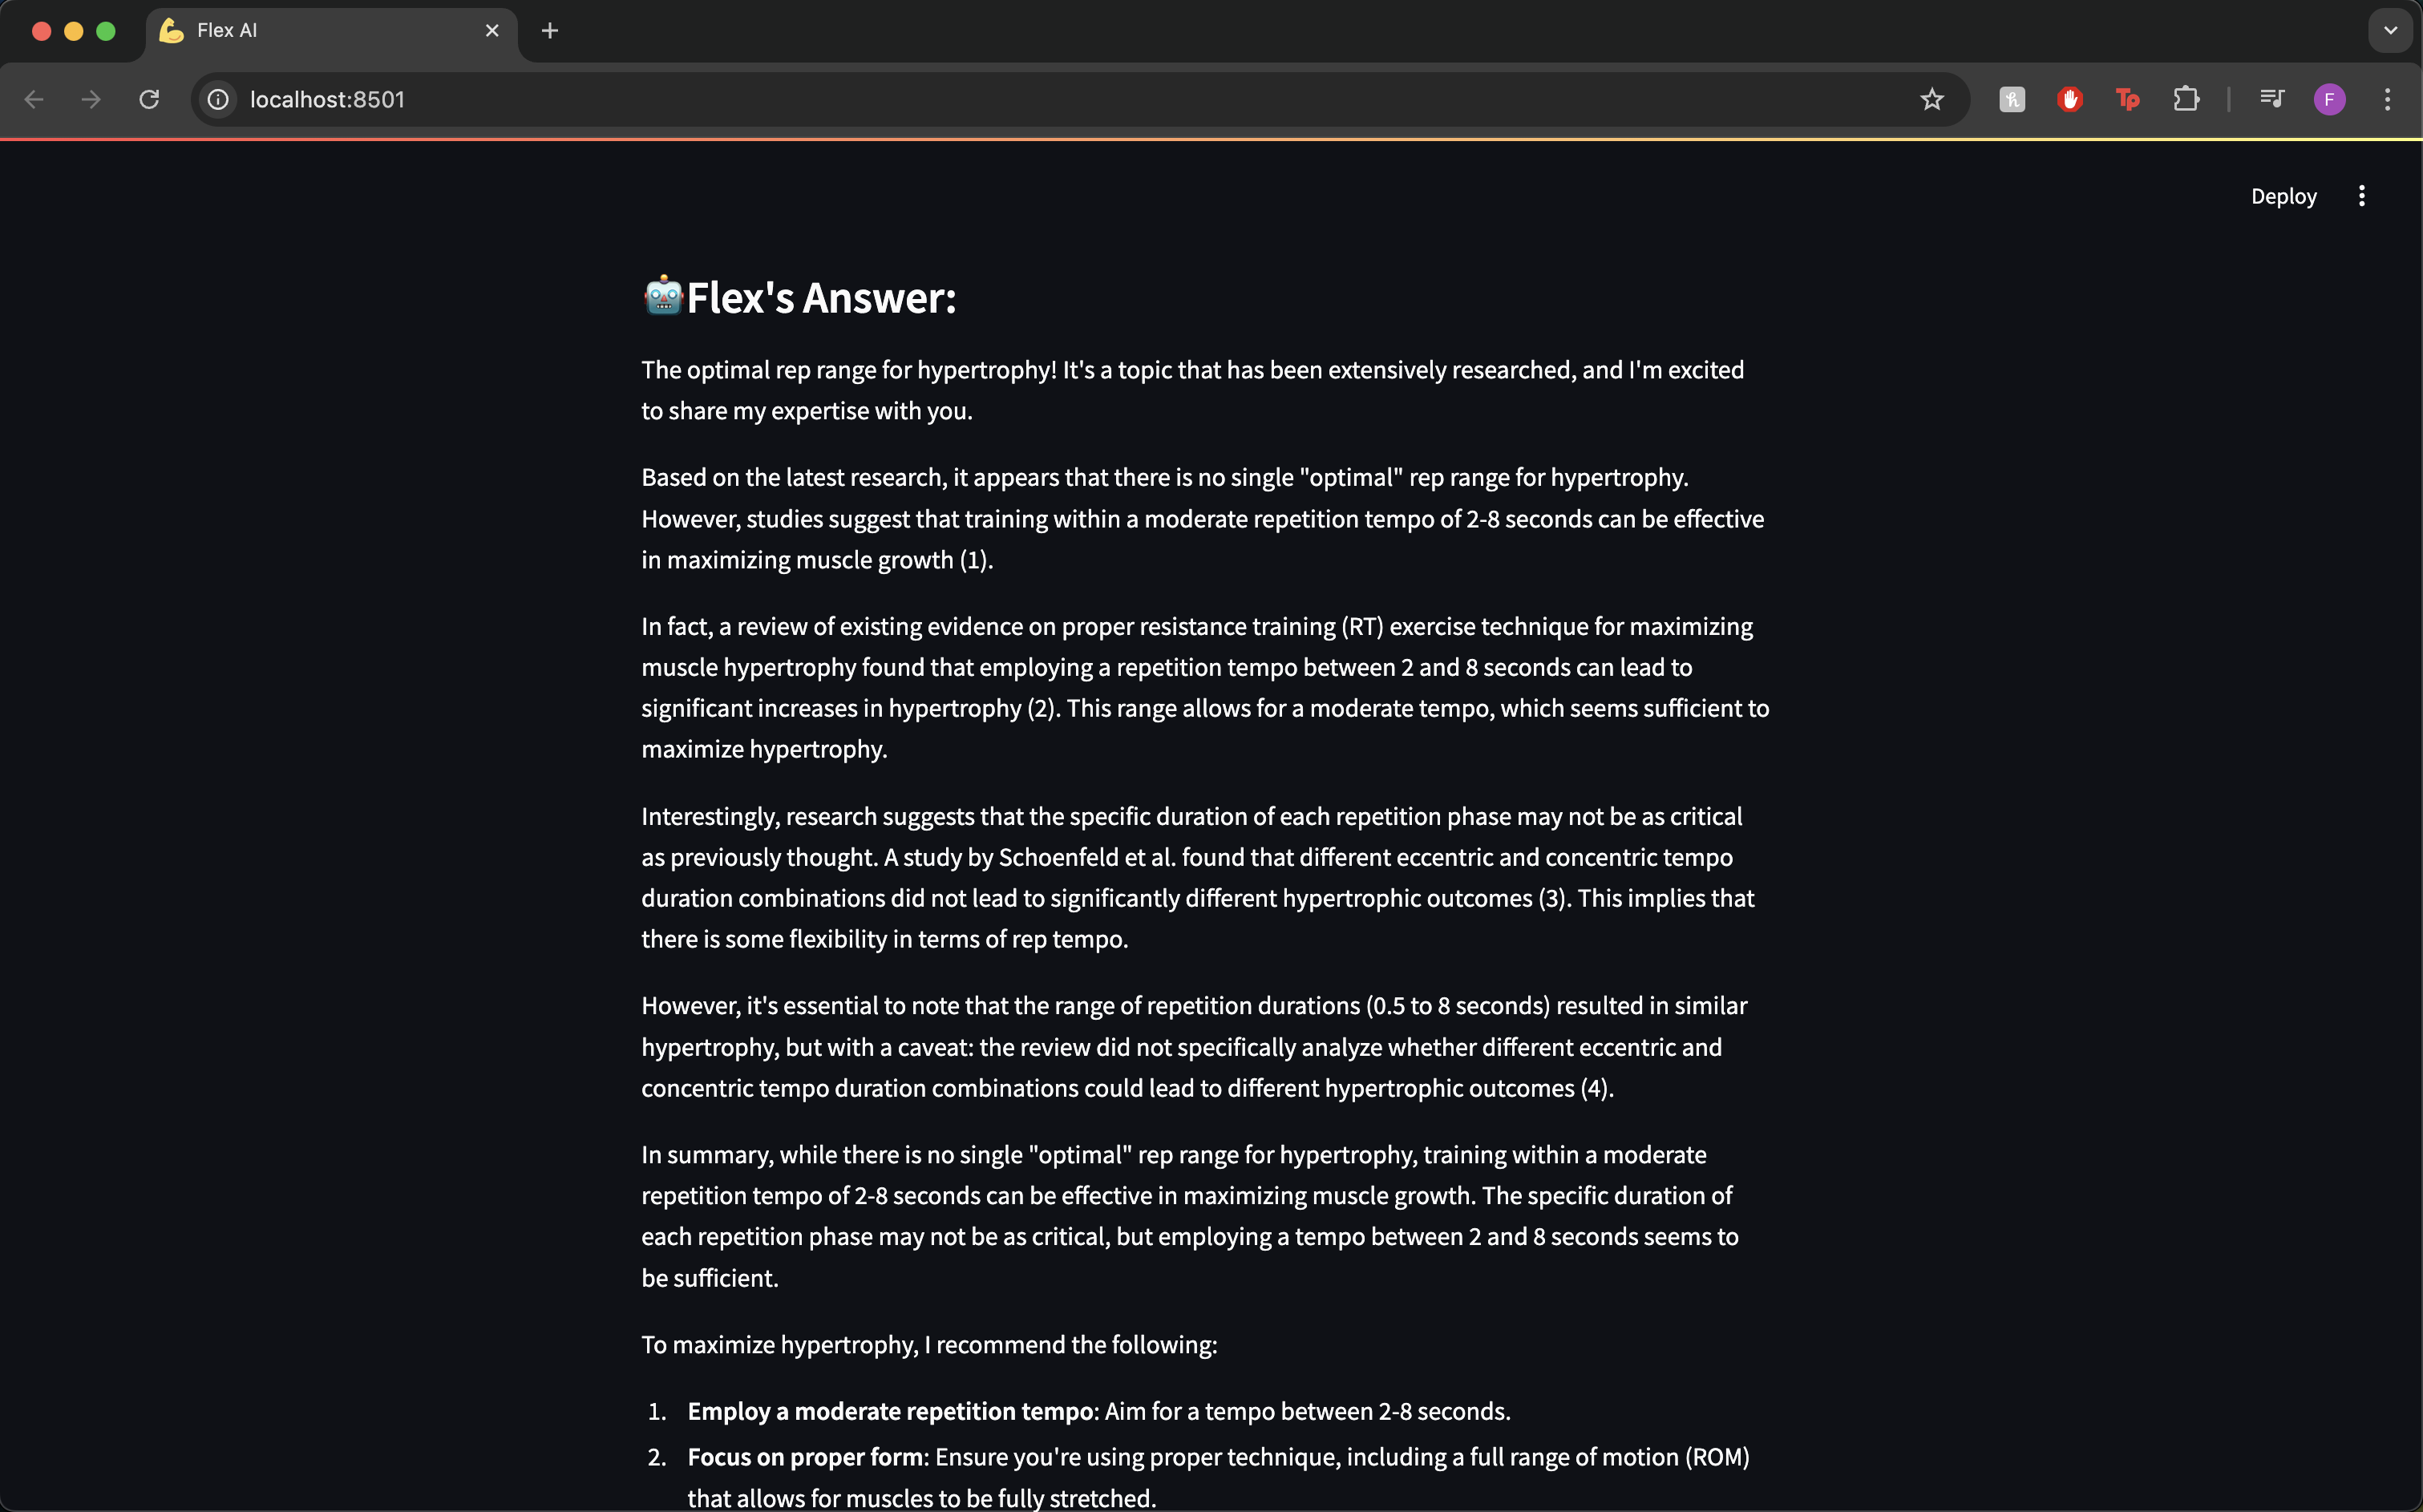 Flex AI
localhost:8501
Tp
F
Deploy
Flex's Answer:
The optimal rep range for hypertrophy! It's a topic that has been extensively researched, and I'm excited
to share my expertise with you.
Based on the latest research, it appears that there is no single "optimal" rep range for hypertrophy.
However, studies suggest that training within a moderate repetition tempo of 2-8 seconds can be effective
in maximizing muscle growth (1).
In fact, a review of existing evidence on proper resistance training (RT) exercise technique for maximizing
muscle hypertrophy found that employing a repetition tempo between 2 and 8 seconds can lead to
significant increases in hypertrophy (2). This range allows for a moderate tempo, which seems sufficient to
maximize hypertrophy.
Interestingly, research suggests that the specific duration of each repetition phase may not be as critical
as previously thought. A study by Schoenfeld et al. found that different eccentric and concentric tempo
duration combinations did not lead to significantly different hypertrophic outcomes (3). This implies that
there is some flexibility in terms of rep tempo.
However, it's essential to note that the range of repetition durations (0.5 to 8 seconds) resulted in similar
hypertrophy, but with a caveat: the review did not specifically analyze whether different eccentric and
concentric tempo duration combinations could lead to different hypertrophic outcomes (4).
In summary, while there is no single "optimal" rep range for hypertrophy, training within a moderate
repetition tempo of 2-8 seconds can be effective in maximizing muscle growth. The specific duration of
each repetition phase may not be as critical, but employing a tempo between 2 and 8 seconds seems to
be sufficient.
To maximize hypertrophy, I recommend the following:
1. Employ a moderate repetition tempo: Aim for a tempo between 2-8 seconds.
2. Focus on proper form: Ensure you're using proper technique, including a full range of motion (ROM)
that allows for muscles to be fully stretched.